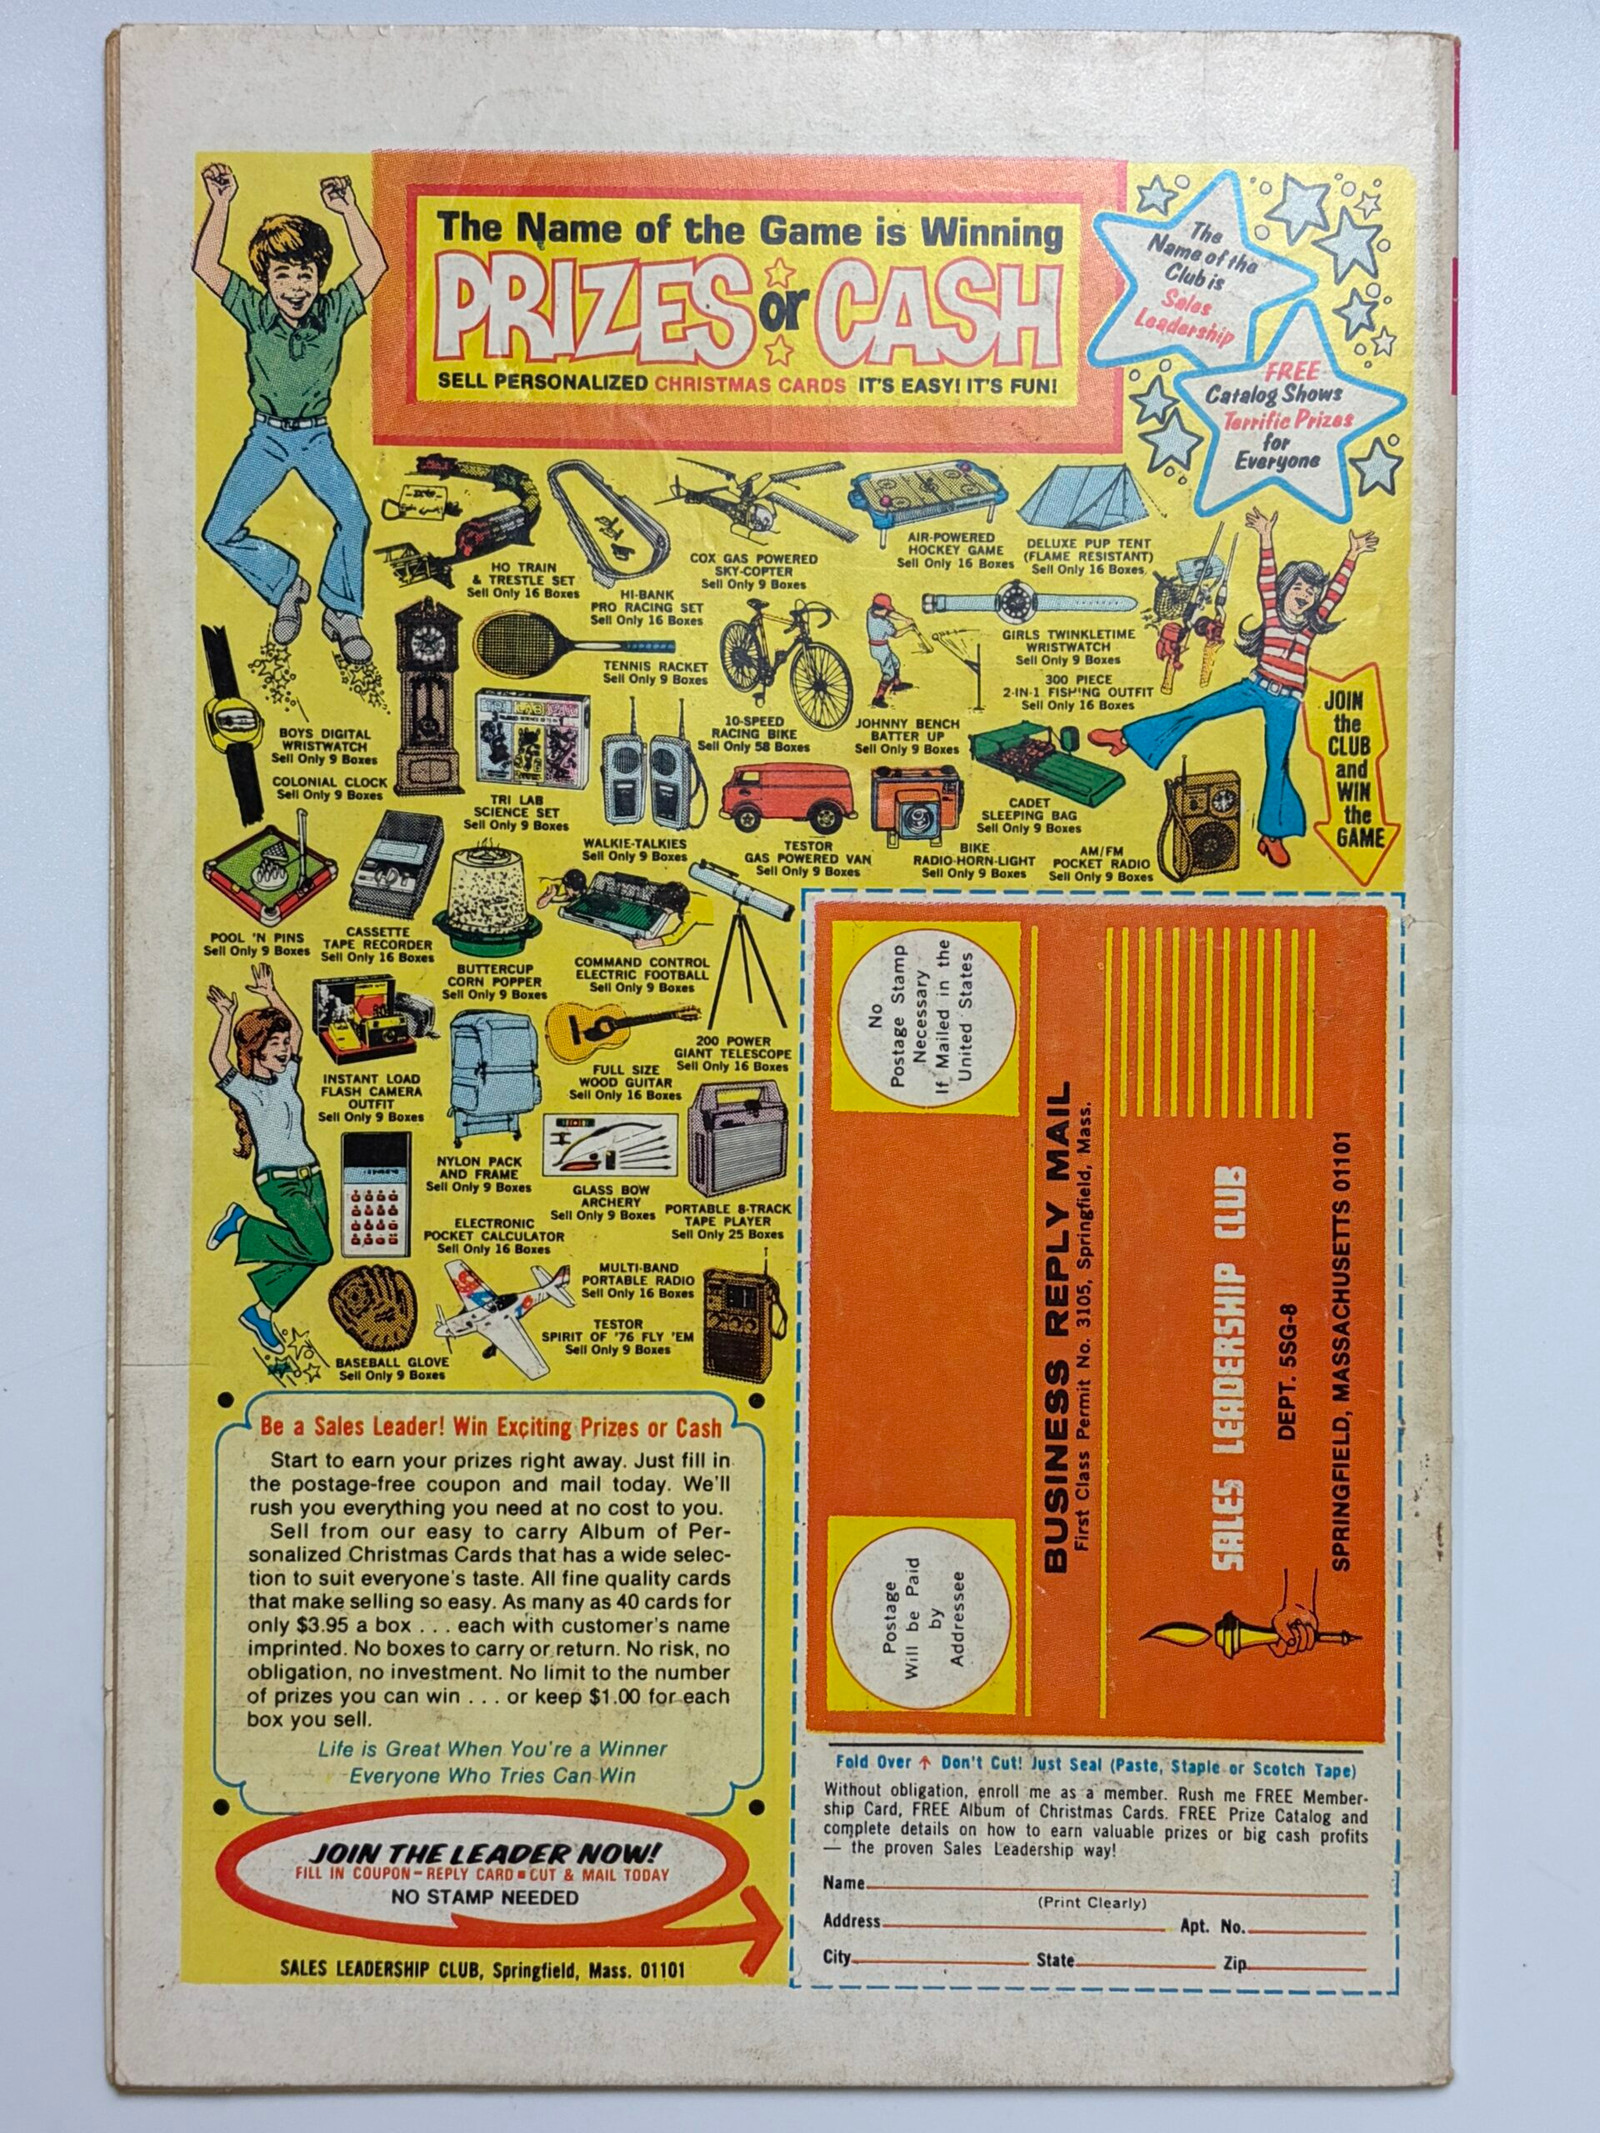 The Name of the Game is Winning
PRIZES or CASH
SELL PERSONALIZED CHRISTMAS CARDS IT'S EASY! IT'S FUN!
The
Name of the
Club is
Sales
Leadership
FREE
Catalog Shows
Terrific Prizes
for
Everyone
HO TRAIN
& TRESTLE SET
Sell Only 16 Boxes
HI-BANK
PRO RACING SET
Sell Only 16 Boxes
COX GAS POWERED
SKY-COPTER
Sell Only 9 Boxes
AIR-POWERED
HOCKEY GAME
Sell Only 16 Boxes
DELUXE PUP TENT
(FLAME RESISTANT)
Sell Only 16 Boxes
TENNIS RACKET
Sell Only 9 Boxes
GIRLS TWINKLETIME
WRISTWATCH
Sell Only 9 Boxes
300 PIECE
2-IN-1 FISHING OUTFIT
Sell Only 16 Boxes
JOIN
the
CLUB
and
WIN
the
GAME
BOYS DIGITAL
WRISTWATCH
Sell Only 9 Boxes
COLONIAL CLOCK
Sell Only 9 Boxes
TRI LAB
SCIENCE SET
Sell Only 9 Boxes
10-SPEED
RACING BIKE
Sell Only 58 Boxes
JOHNNY BENCH
BATTER UP
Sell Only 9 Boxes
CADET
SLEEPING BAG
Sell Only 9 Boxes
WALKIE-TALKIES
Sell Only 9 Boxes
TESTOR
GAS POWERED VAN
Sell Only 9 Boxes
BIKE
RADIO-HORN-LIGHT
Sell Only 9 Boxes
AM/FM
POCKET RADIO
Sell Only 9 Boxes
POOL 'N PINS
Sell Only 9 Boxes
CASSETTE
TAPE RECORDER
Sell Only 16 Boxes
BUTTERCUP
CORN POPPER
Sell Only 9 Boxes
COMMAND CONTROL
ELECTRIC FOOTBALL
Sell Only 9 Boxes
200 POWER
GIANT TELESCOPE
Sell Only 16 Boxes
INSTANT LOAD
FLASH CAMERA
OUTFIT
Sell Only 9 Boxes
FULL SIZE
WOOD GUITAR
Sell Only 16 Boxes
NYLON PACK
AND FRAME
Sell Only 9 Boxes
GLASS BOW
ARCHERY
Sell Only 9 Boxes
PORTABLE 8-TRACK
TAPE PLAYER
Sell Only 25 Boxes
ELECTRONIC
POCKET CALCULATOR
Sell Only 16 Boxes
MULTI-BAND
PORTABLE RADIO
Sell Only 16 Boxes
TESTOR
SPIRIT OF '76 FLY 'EM
Sell Only 9 Boxes
BASEBALL GLOVE
Sell Only 9 Boxes
Be a Sales Leader! Win Exciting Prizes or Cash
Start to earn your prizes right away. Just fill in
the postage-free coupon and mail today. We'll
rush you everything you need at no cost to you.
Sell from our easy to carry Album of Per-
sonalized Christmas Cards that has a wide selec-
tion to suit everyone's taste. All fine quality cards
that make selling so easy. As many as 40 cards for
only $3.95 a box . . . each with customer's name
imprinted. No boxes to carry or return. No risk, no
obligation, no investment. No limit to the number
of prizes you can win . . . or keep $1.00 for each
box you sell.
Life is Great When You're a Winner
Everyone Who Tries Can Win
JOIN THE LEADER NOW!
FILL IN COUPON - REPLY CARD ▪ CUT & MAIL TODAY
NO STAMP NEEDED
SALES LEADERSHIP CLUB, Springfield, Mass. 01101
No
Postage Stamp
Necessary
If Mailed in the
United States
Postage
Will be Paid
by
Addressee
BUSINESS REPLY MAIL
First Class Permit No. 3105, Springfield, Mass.
SALES LEADERSHIP CLUB
DEPT. 5SG-8
SPRINGFIELD, MASSACHUSETTS 01101
Fold Over ↑ Don't Cut! Just Seal (Paste, Staple or Scotch Tape)
Without obligation, enroll me as a member. Rush me FREE Member-
ship Card, FREE Album of Christmas Cards. FREE Prize Catalog and
complete details on how to earn valuable prizes or big cash profits
— the proven Sales Leadership way!
Name
(Print Clearly)
Address Apt. No.
City State Zip